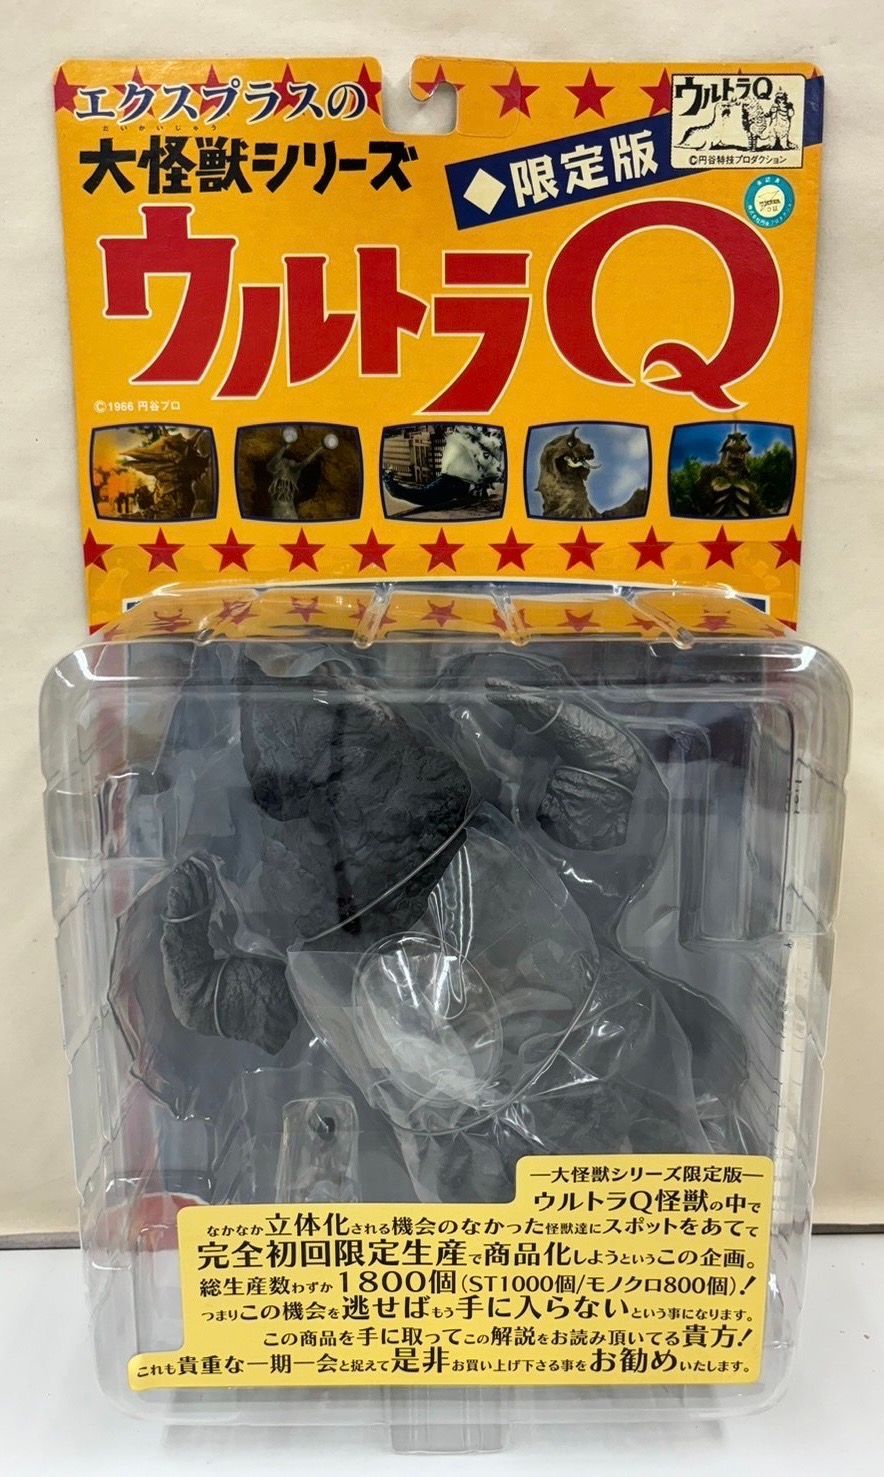 エクスプラスの
だいかいじゅう
大怪獣シリーズ
◆限定版
ウルトラQ
©円谷特技プロダクション
ウルトラQ
©1966 円谷プロ
―大怪獣シリーズ限定版―
ウルトラQ怪獣の中で
なかなか立体化される機会のなかった怪獣達にスポットをあてて
完全初回限定生産で商品化しようというこの企画。
総生産数わずか1800個(ST1000個/モノクロ800個)!
つまりこの機会を逃せばもう手に入らないという事になります。
この商品を手に取ってこの解説をお読み頂いてる貴方!
これも貴重な一期一会と捉えて是非お買い上げ下さる事をお勧めいたします。